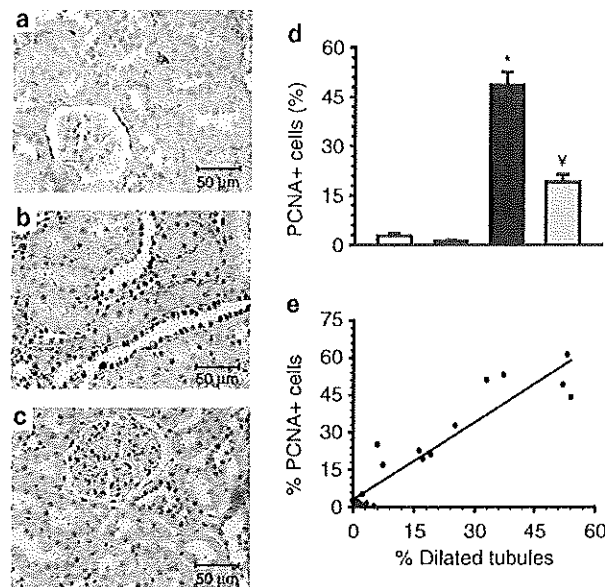 a
50 µm
b
50 µm
c
50 µm
d
PCNA+ cells (%)
60
45
30
15
0
*
¥
e
% PCNA+ cells
75
60
45
30
15
0
0
15
30
45
60
% Dilated tubules